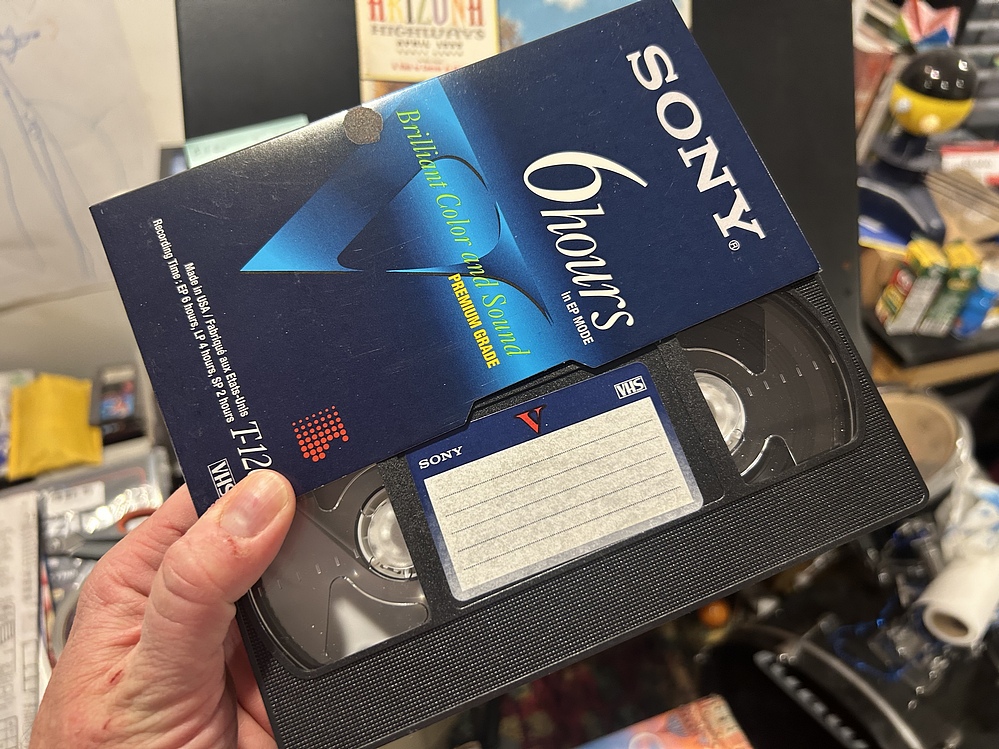 ARIZONA
HIGHWAYS
SONY®
6hours
in EP MODE
Brilliant Color and Sound
PREMIUM GRADE
Made in USA / Fabriqué aux Etats-Unis
Recording Time : EP 6 hours, LP 4 hours, SP 2 hours
T-12
VHS
SONY
V
VHS